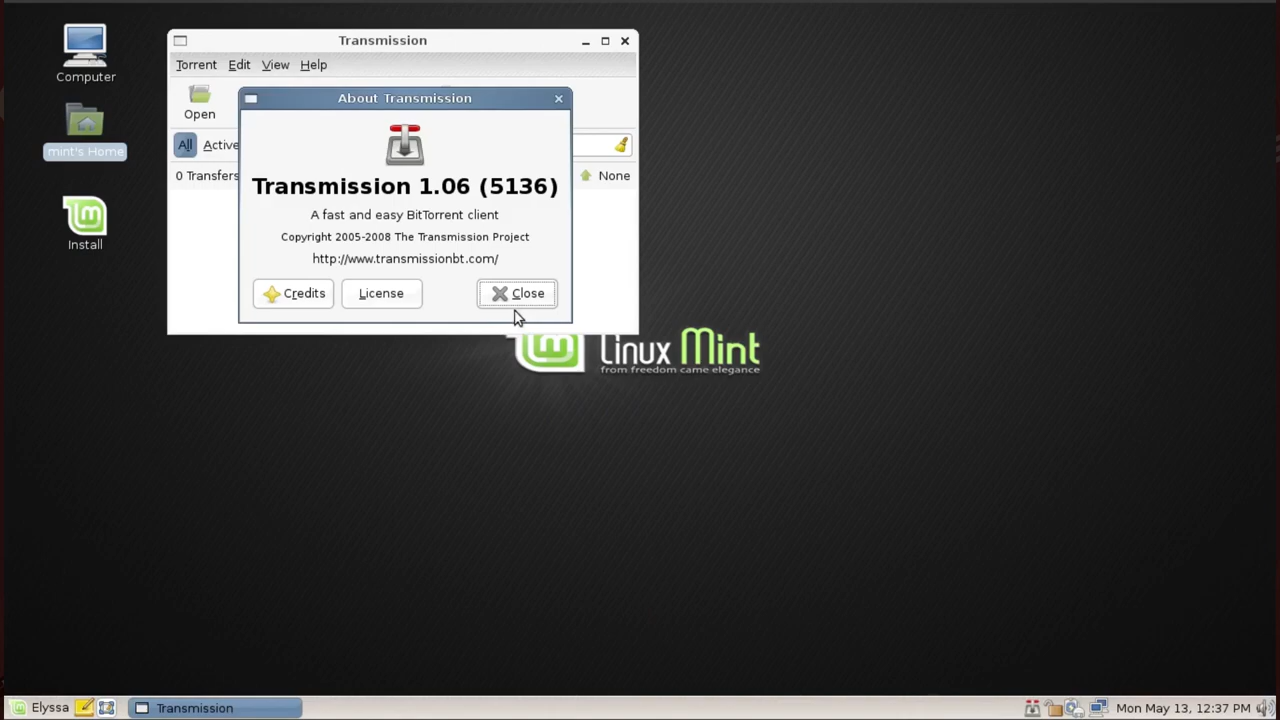 Computer
mint's Home
Install
Transmission
Torrent Edit View Help
Open
All Active
0 Transfers
None
About Transmission
Transmission 1.06 (5136)
A fast and easy BitTorrent client
Copyright 2005-2008 The Transmission Project
http://www.transmissionbt.com/
Credits License Close
Linux Mint
from freedom came elegance
Elyssa
Transmission
Mon May 13, 12:37 PM